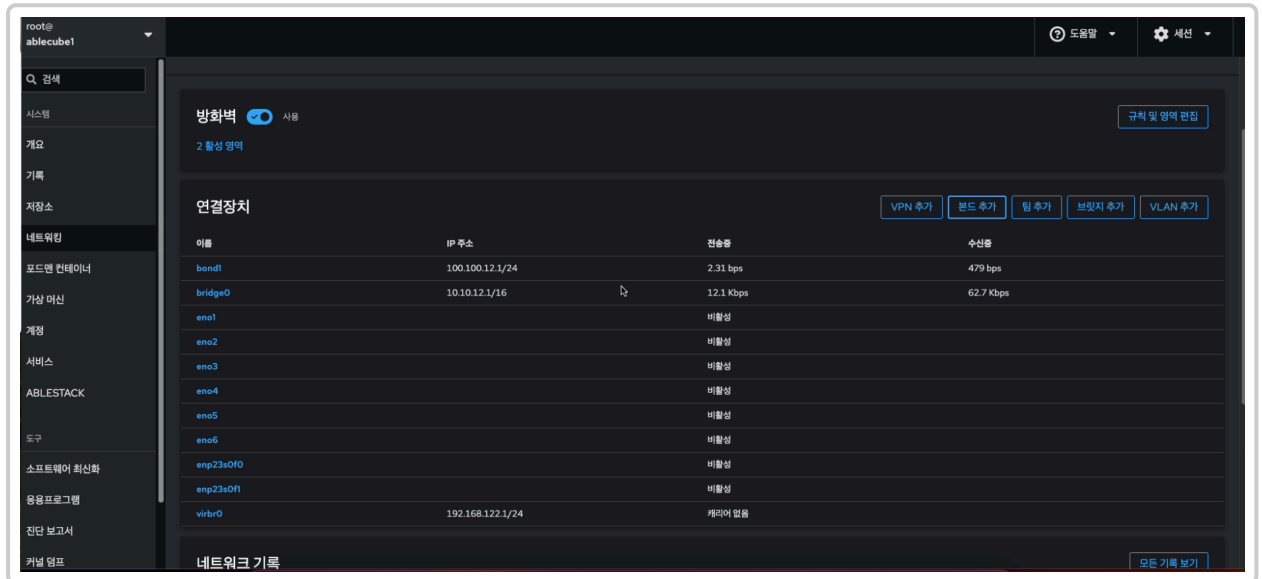 root@
ablecube1
도움말
세션
검색
시스템
개요
기록
저장소
네트워킹
포드맨 컨테이너
가상 머신
계정
서비스
ABLESTACK
도구
소프트웨어 최신화
응용프로그램
진단 보고서
커널 덤프
방화벽 사용
규칙 및 영역 편집
2 활성 영역
연결장치
VPN 추가 본드 추가 팀 추가 브릿지 추가 VLAN 추가
이름 IP 주소 전송중 수신중
bond1 100.100.12.1/24 2.31 bps 479 bps
bridge0 10.10.12.1/16 12.1 Kbps 62.7 Kbps
eno1 비활성
eno2 비활성
eno3 비활성
eno4 비활성
eno5 비활성
eno6 비활성
enp23s0f0 비활성
enp23s0f1 비활성
virbr0 192.168.122.1/24 캐리어 없음
네트워크 기록
모든 기록 보기